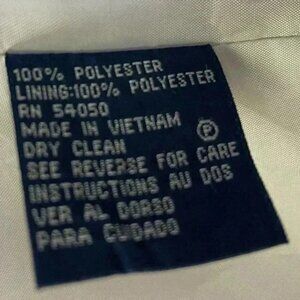 100% POLYESTER
LINING:100% POLYESTER
RN 54050
MADE IN VIETNAM
DRY CLEAN Ⓟ
SEE REVERSE FOR CARE
INSTRUCTIONS AU DOS
VER AL DORSO
PARA CUDADO